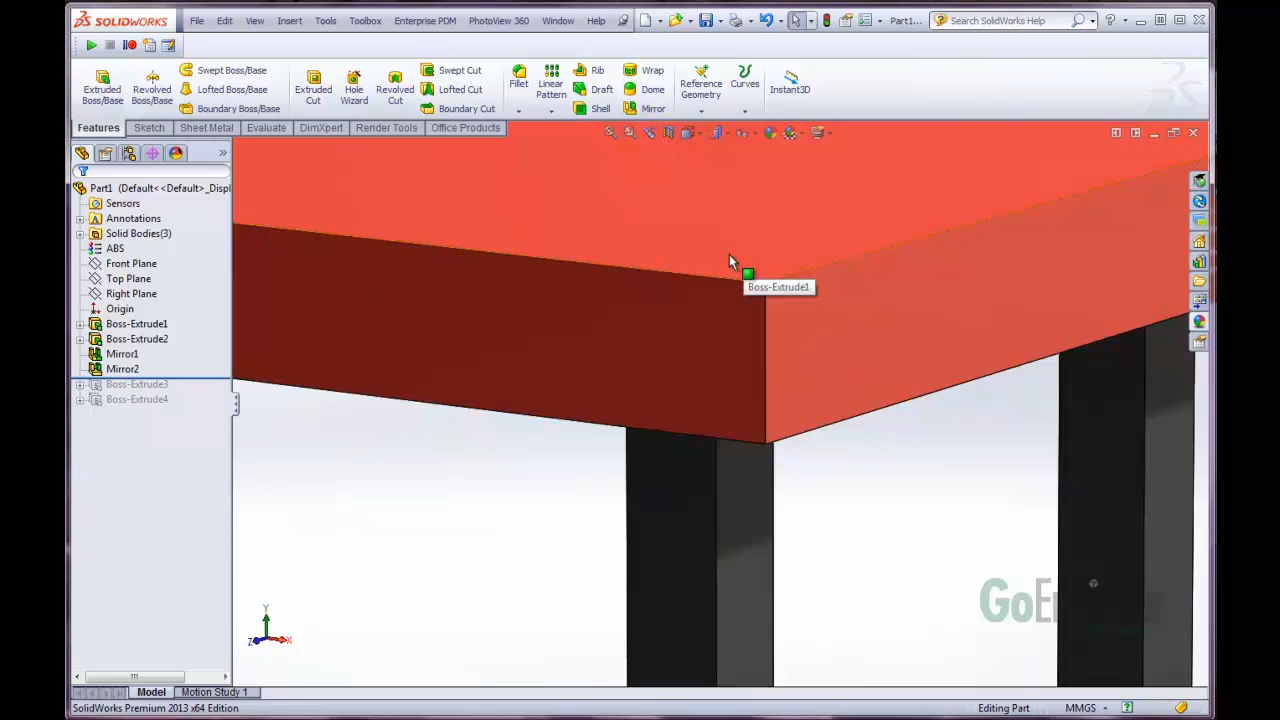 SOLIDWORKS File Edit View Insert Tools Toolbox Enterprise PDM PhotoView 360 Window Help Part1... Search SolidWorks Help
Extruded Boss/Base Revolved Boss/Base Swept Boss/Base Lofted Boss/Base Boundary Boss/Base Extruded Cut Hole Wizard Revolved Cut Swept Cut Lofted Cut Boundary Cut Fillet Linear Pattern Rib Draft Shell Wrap Dome Mirror Reference Geometry Curves Instant3D
Features Sketch Sheet Metal Evaluate DimXpert Render Tools Office Products
Part1 (Default<<Default>_Displ
Sensors
Annotations
Solid Bodies(3)
ABS
Front Plane
Top Plane
Right Plane
Origin
Boss-Extrude1
Boss-Extrude2
Mirror1
Mirror2
Boss-Extrude3
Boss-Extrude4
Boss-Extrude1
Y
Z X
Model Motion Study 1
SolidWorks Premium 2013 x64 Edition Editing Part MMGS